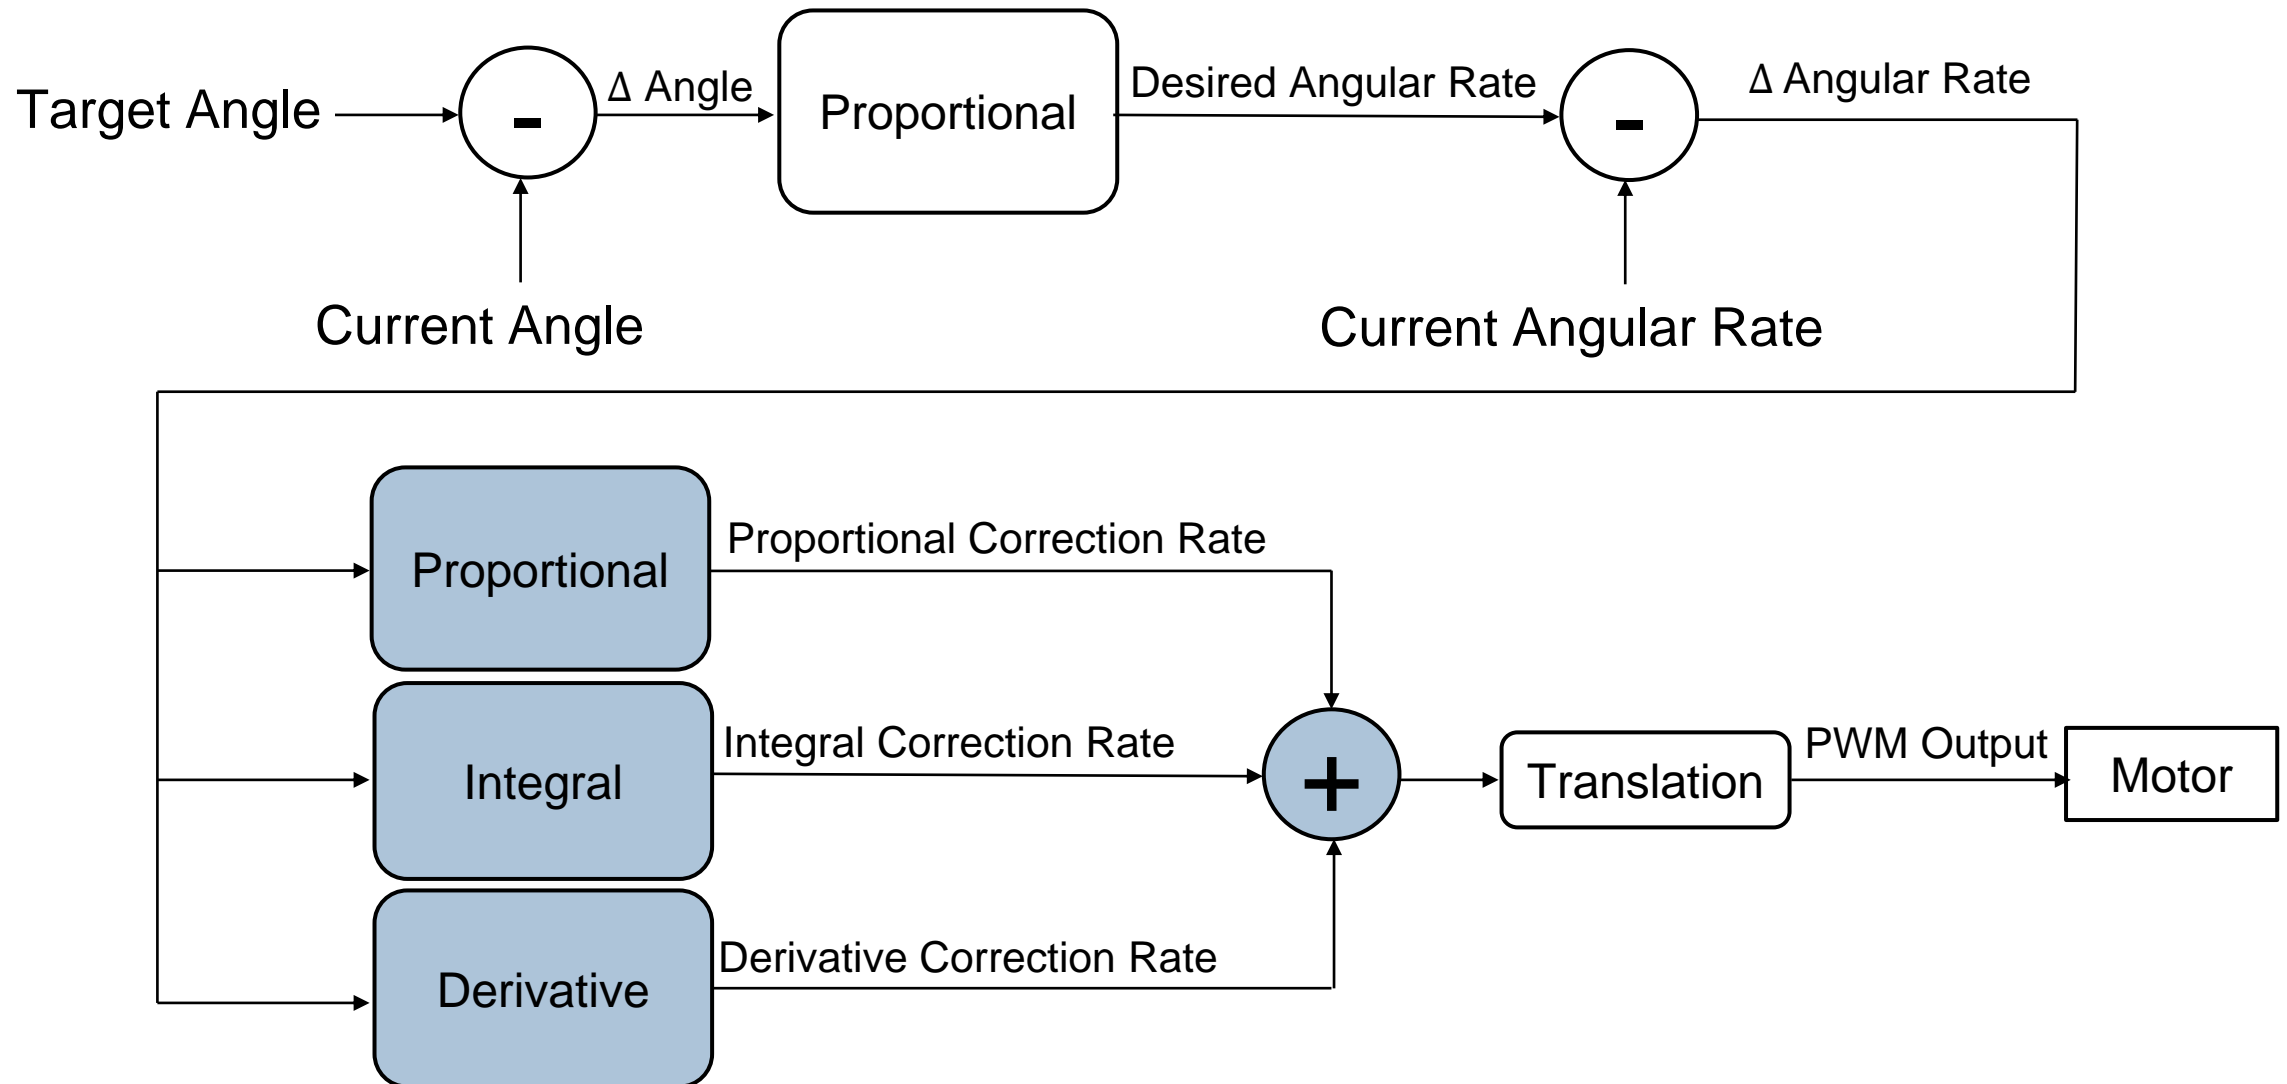 Target Angle
-
Δ Angle
Proportional
Desired Angular Rate
-
Δ Angular Rate
Current Angle
Current Angular Rate
Proportional
Proportional Correction Rate
Integral
Integral Correction Rate
+
Translation
PWM Output
Motor
Derivative
Derivative Correction Rate